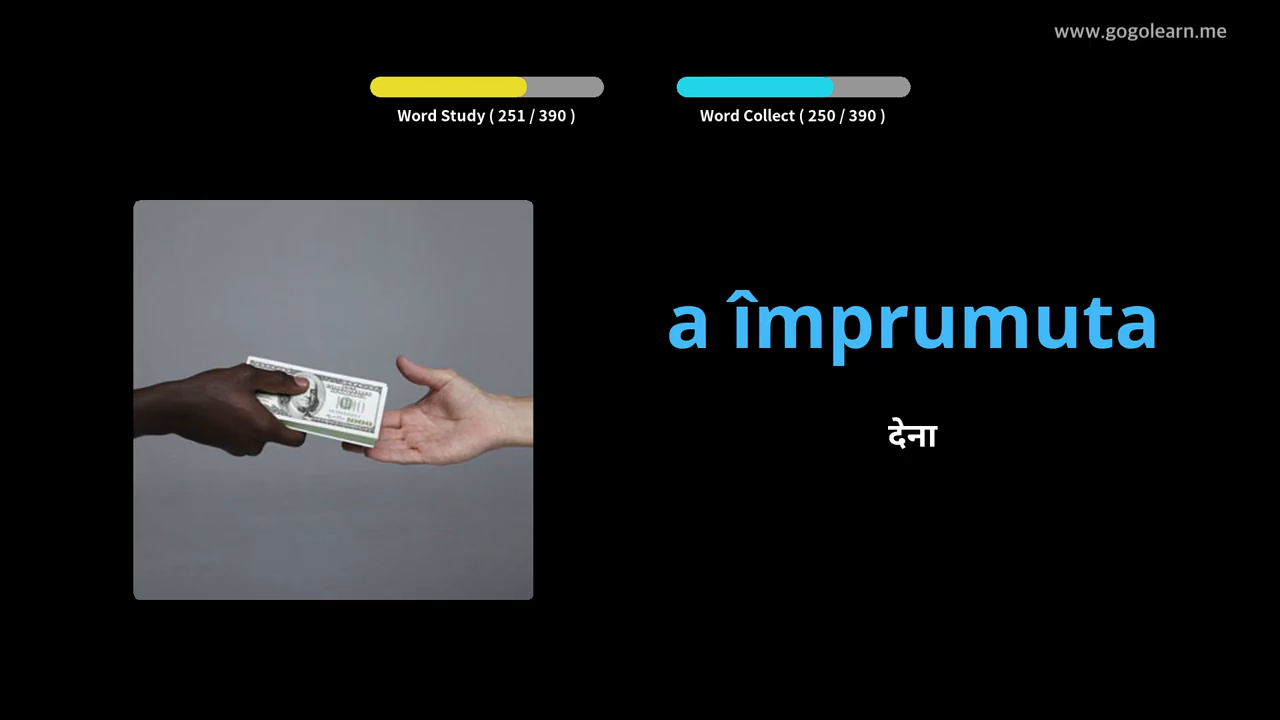 www.gogolearn.me
Word Study ( 251 / 390 )
Word Collect ( 250 / 390 )
a împrumuta
देना